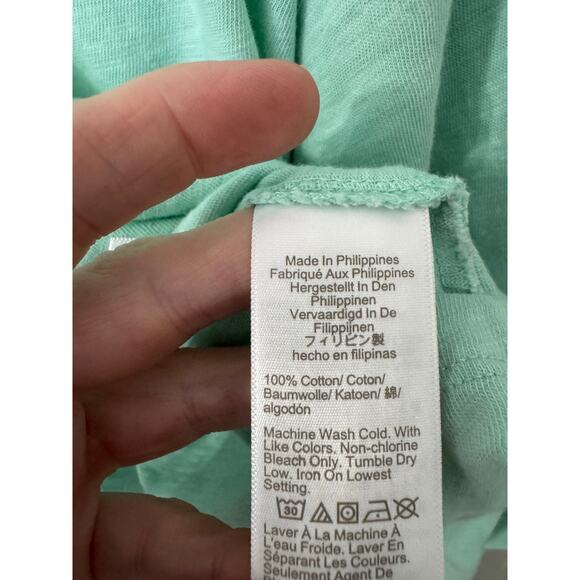 Made In Philippines
Fabriqué Aux Philippines
Hergestellt In Den
Philippinen
Vervaardigd In De
Filippijnen
フィリピン製
hecho en filipinas
100% Cotton/ Coton/
Baumwolle/ Katoen/ 綿/
algodón
Machine Wash Cold. With
Like Colors. Non-chlorine
Bleach Only. Tumble Dry
Low. Iron On Lowest
Setting.
30
Laver À La Machine À
L'eau Froide. Laver En
Séparant Les Couleurs.
Seulement Agent De